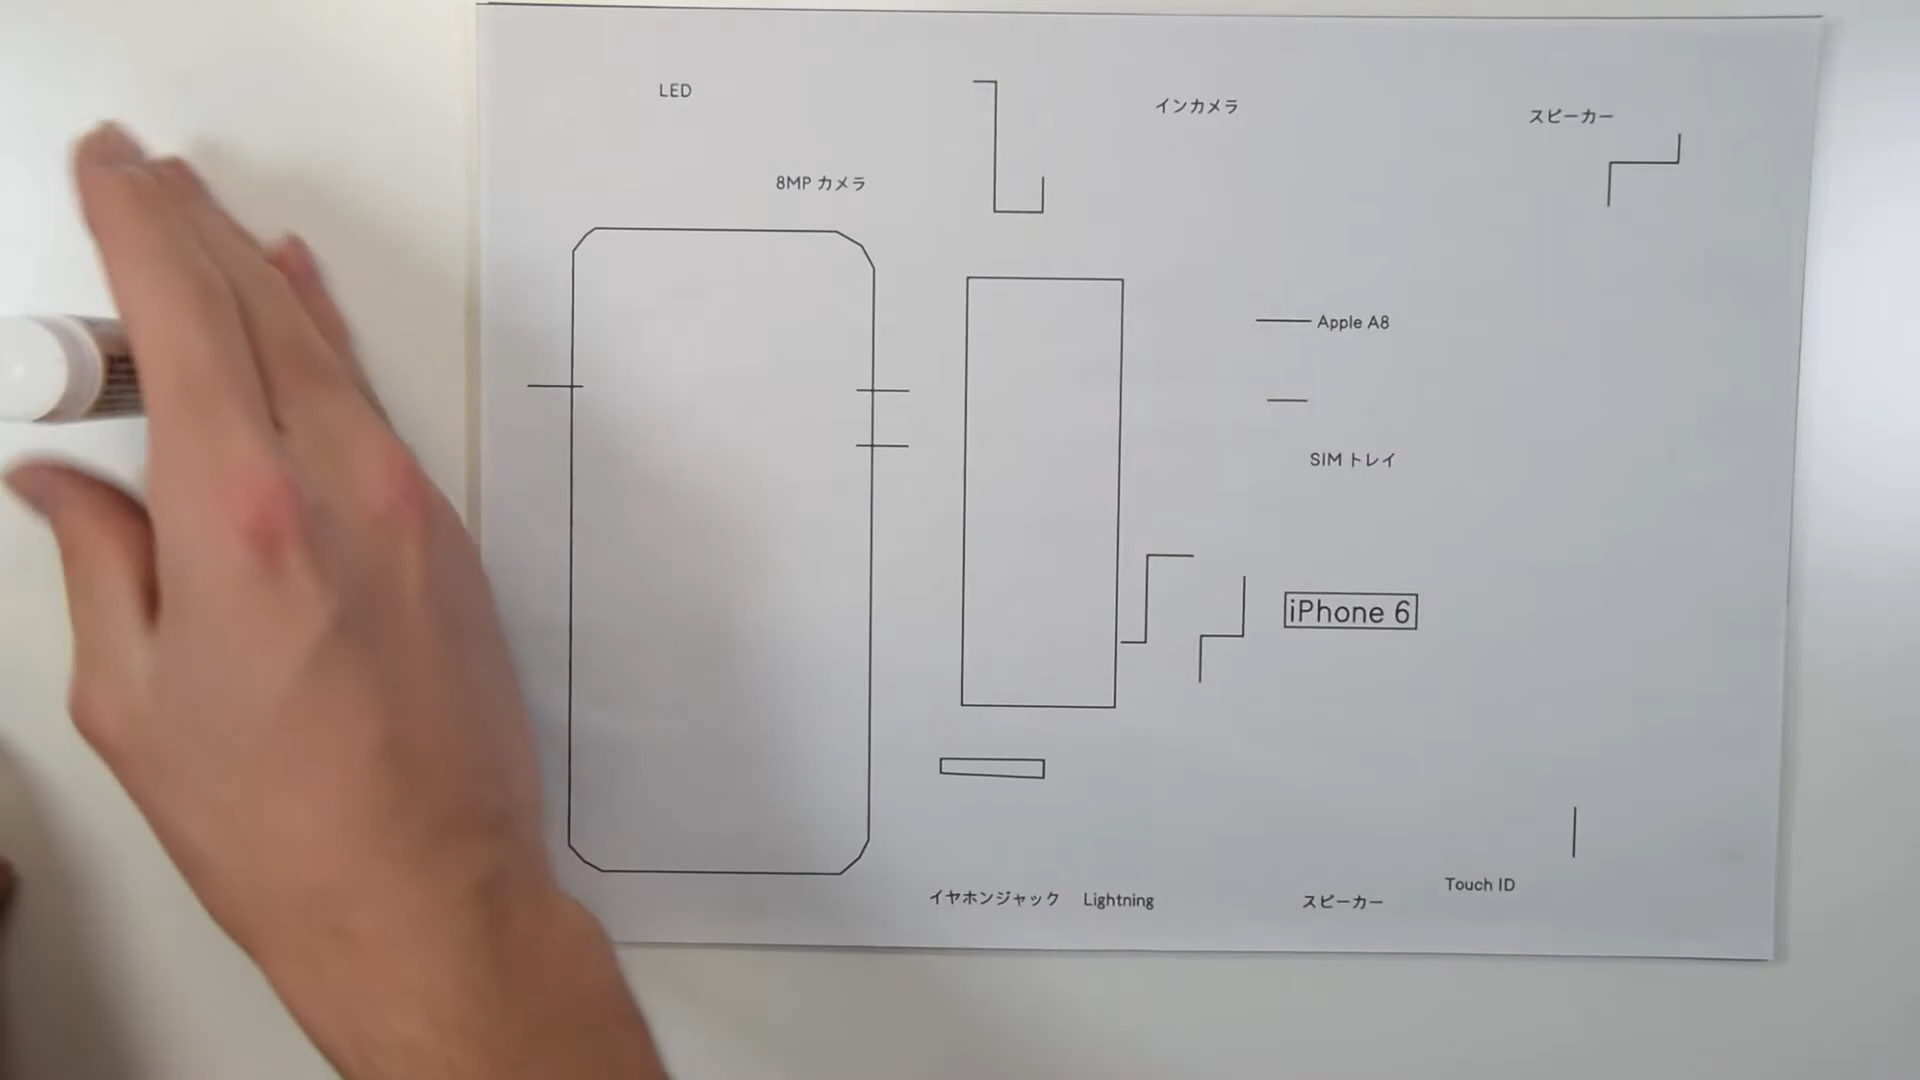 LED
インカメラ
スピーカー
8MP カメラ
Apple A8
SIM トレイ
iPhone 6
Touch ID
イヤホンジャック
Lightning
スピーカー